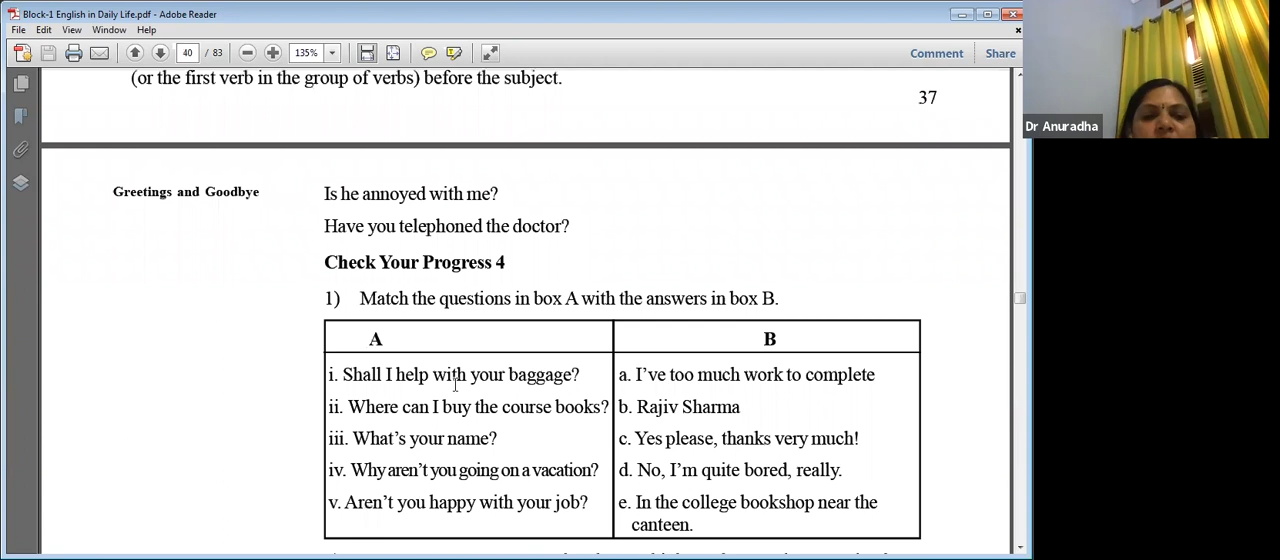 Block-1 English in Daily Life.pdf - Adobe Reader
File Edit View Window Help
40 / 83 135% Comment Share
(or the first verb in the group of verbs) before the subject.
37
Greetings and Goodbye
Is he annoyed with me?
Have you telephoned the doctor?
Check Your Progress 4
1) Match the questions in box A with the answers in box B.
A B
i. Shall I help with your baggage? a. I've too much work to complete
ii. Where can I buy the course books? b. Rajiv Sharma
iii. What's your name? c. Yes please, thanks very much!
iv. Why aren't you going on a vacation? d. No, I'm quite bored, really.
v. Aren't you happy with your job? e. In the college bookshop near the
canteen.
Dr Anuradha